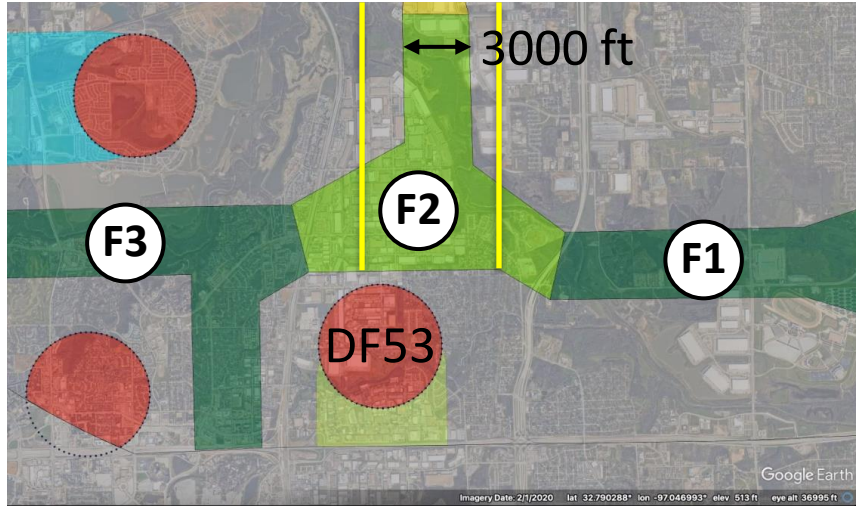 3000 ft
F2
F3
F1
DF53
Google Earth
Imagery Date: 2/1/2020 lat 32.790288° lon -97.046993° elev 513 ft eye alt 36995 ft